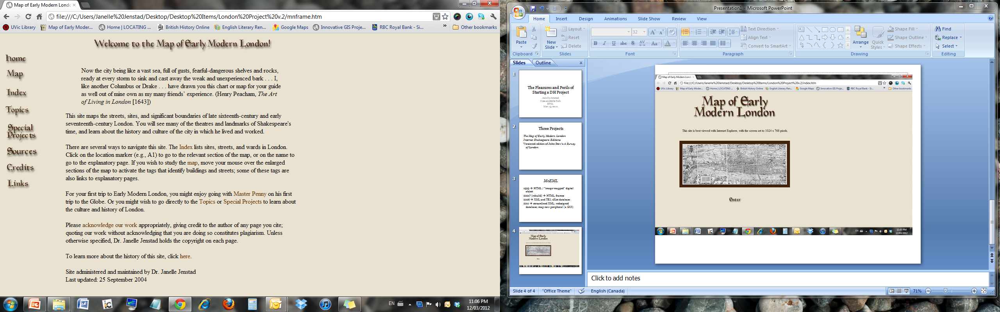 Map of Early Modern Londo
file:///C:/Users/Janelle%20Jenstad/Desktop/Desktop%20Items/London%20Project%20v.2/mnframe.htm
UVic Library
Map of Early Moder...
Home | LOCATING ...
British History Online
English Literary Ren...
Google Maps
Innovative GIS Proje...
RBC Royal Bank - Si...
»
Other bookmarks
Welcome to the Map of Early Modern London!
Home
Map
Index
Topics
Special
Projects
Sources
Credits
Links
Now the city being like a vast sea, full of gusts, fearful-dangerous shelves and rocks,
ready at every storm to sink and cast away the weak and unexperienced bark . . . I,
like another Columbus or Drake . . . have drawn you this chart or map for your guide
as well out of mine own as my many friends' experience. (Henry Peacham, The Art
of Living in London [1643])
This site maps the streets, sites, and significant boundaries of late sixteenth-century and early
seventeenth-century London. You will see many of the theatres and landmarks of Shakespeare's
time, and learn about the history and culture of the city in which he lived and worked.
There are several ways to navigate this site. The Index lists sites, streets, and wards in London.
Click on the location marker (e.g., A1) to go to the relevant section of the map, or on the name to
go to the explanatory page. If you wish to study the map, move your mouse over the enlarged
sections of the map to activate the tags that identify buildings and streets; some of these tags are
also links to explanatory pages.
For your first trip to Early Modern London, you might enjoy going with Master Penny on his first
trip to the Globe. Or you might wish to go directly to the Topics or Special Projects to learn about
the culture and history of London.
Please acknowledge our work appropriately, giving credit to the author of any page you cite;
quoting our work without acknowledging that you are doing so constitutes plagiarism. Unless
otherwise specified, Dr. Janelle Jenstad holds the copyright on each page.
To learn more about the history of this site, click here.
Site administered and maintained by Dr. Janelle Jenstad
Last updated: 25 September 2004
EN
11:06 PM
12/03/2012
Presentation1 - Microsoft PowerPoint
Home
Insert
Design
Animations
Slide Show
Review
View
Paste
Clipboard
New
Slide
Layout
Reset
Delete
Slides
32
B I U abc S AV Aa A
Font
Text Direction
Align Text
Convert to SmartArt
Paragraph
Arrange
Quick
Styles
Shape Fill
Shape Outline
Shape Effects
Drawing
Find
Replace
Select
Editing
Slides
Outline
x
1
The Pleasures and Perils of
Starting a DH Project
Janelle Jenstad
Nuts and Bolts Talk
ETCL
Mar. 13, 2012
2
Three Projects
The Map of Early Modern London
Internet Shakespeare Editions
Versioned edition of John Stow's A Survey
of London
3
MoEML
1999 → HTML / "image-mapped" digital
object
2001? (rebuild) → HTML; frames
2006 → XML and TEI; eXist database
2011 → streamlined XML; redesigned
database; map now peripheral (a GUI)
4
Map of Early
Modern London
Map of Early Modern Lond
file:///C:/Users/Janelle%20Jenstad/Desktop/Desktop%20Items/London%20Project%20v.2/index.htm
UVic Library
Map of Early Moder...
Home | LOCATING ...
British History Online
English Literary Ren...
Google Maps
Innovative GIS Proje...
RBC Royal Bank - Si...
»
Other bookmarks
Map of Early
Modern London
This site is best viewed with Internet Explorer, with the screen set to 1024 x 768 pixels.
Enter
EN
11:03 PM
12/03/2012
Click to add notes
Slide 4 of 4
"Office Theme"
English (Canada)
71%